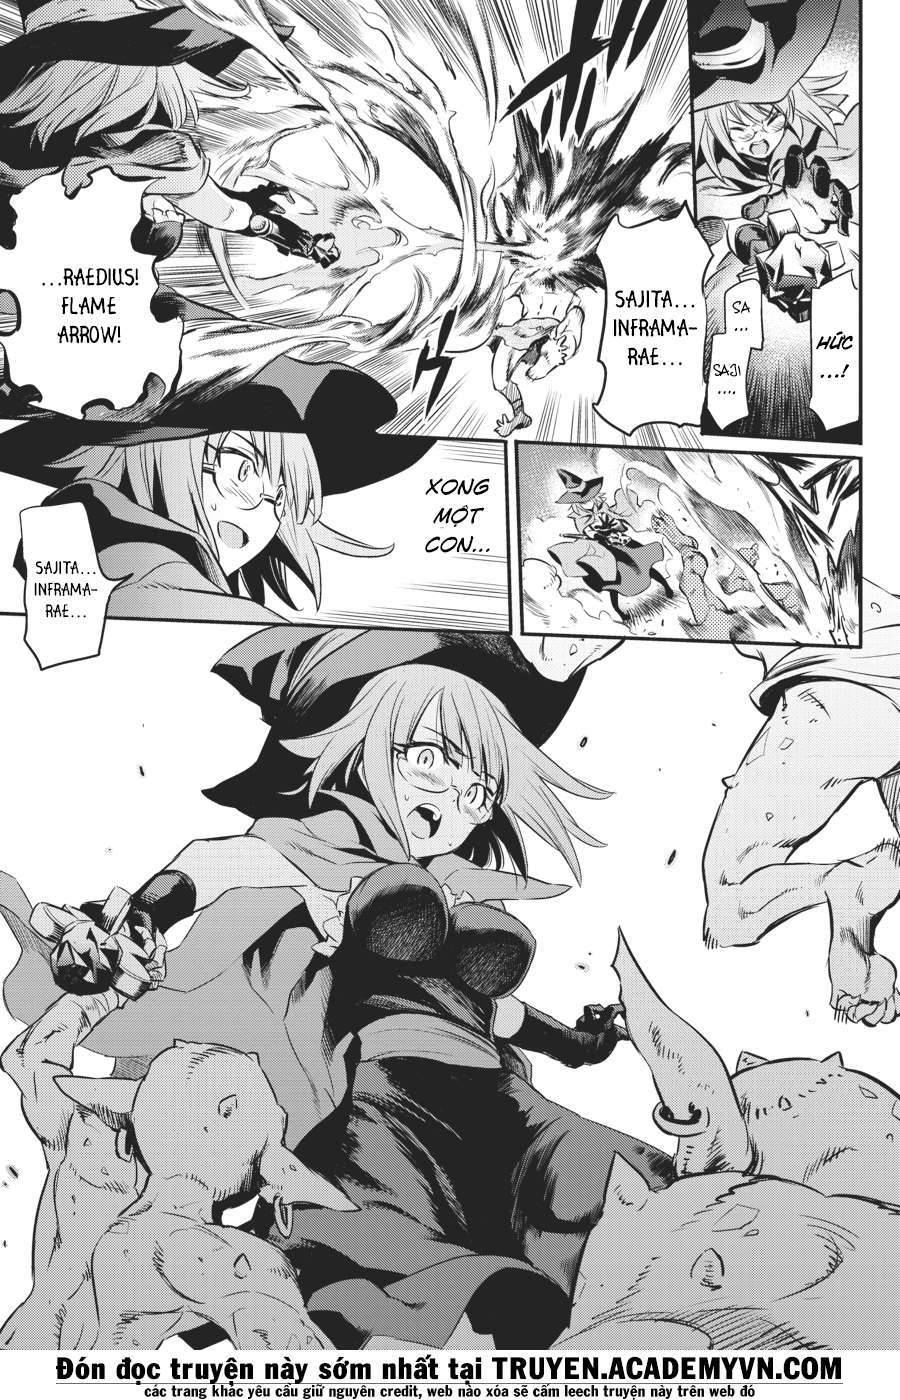 HỨC
...!
SA
...
SAJI
....
SAJITA...
INFRAMA-
RAE...
...RAEDIUS!
FLAME
ARROW!
XONG
MỘT
CON...
SAJITA...
INFRAMA-
RAE...
Đón đọc truyện này sớm nhất tại TRUYEN.ACADEMYVN.COM
các trang khác yêu cầu giữ nguyên credit, web nào xóa sẽ cấm leech truyện này trên web đó